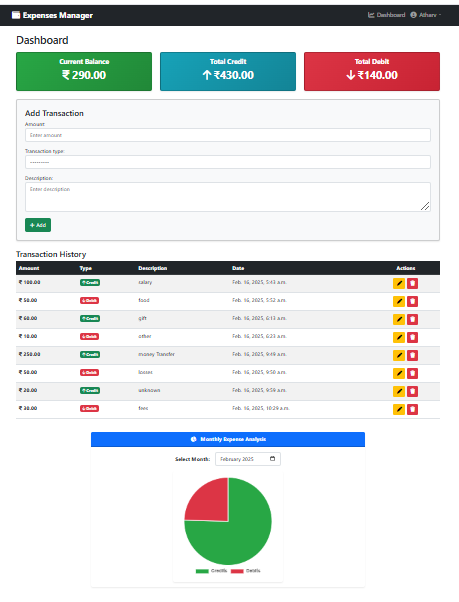 Expenses Manager
Dashboard Atharv
Dashboard
Current Balance
₹ 290.00
Total Credit
↑ ₹430.00
Total Debit
↓ ₹140.00
Add Transaction
Amount:
Enter amount
Transaction type:
---------
Description:
Enter description
+ Add
Transaction History
Amount Type Description Date Actions
₹ 100.00 Credit salary Feb. 16, 2025, 5:43 a.m.
₹ 50.00 Debit food Feb. 16, 2025, 5:52 a.m.
₹ 60.00 Credit gift Feb. 16, 2025, 6:13 a.m.
₹ 10.00 Debit other Feb. 16, 2025, 6:23 a.m.
₹ 250.00 Credit money Transfer Feb. 16, 2025, 9:49 a.m.
₹ 50.00 Debit losses Feb. 16, 2025, 9:50 a.m.
₹ 20.00 Credit unknown Feb. 16, 2025, 9:59 a.m.
₹ 30.00 Debit fees Feb. 16, 2025, 10:29 a.m.
Monthly Expense Analysis
Select Month: February 2025
Credits Debits